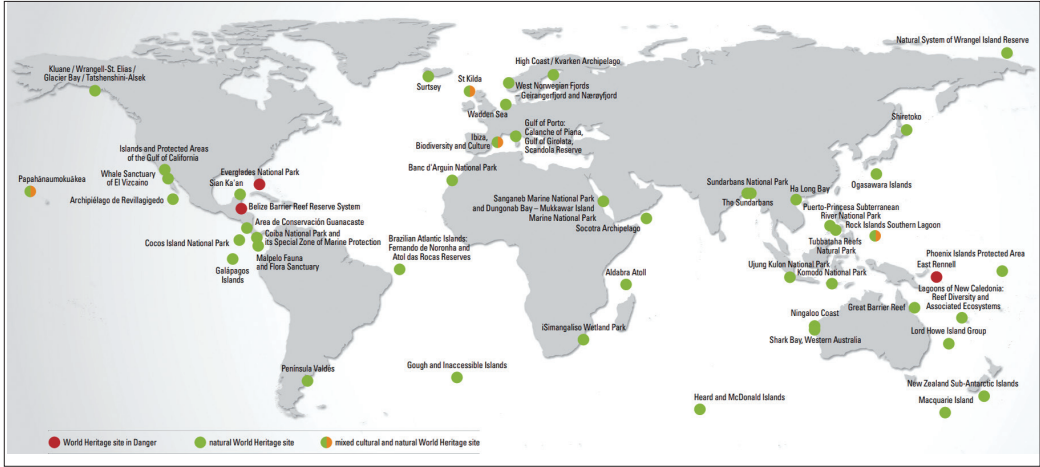 Natural System of Wrangel Island Reserve
Kluane / Wrangell-St. Elias /
Glacier Bay / Tatshenshini-Alsek
Surtsey
St Kilda
High Coast / Kvarken Archipelago
West Norwegian Fjords
– Geirangerfjord and Nærøyfjord
Wadden Sea
Gulf of Porto:
Calanche of Piana,
Gulf of Girolata,
Scandola Reserve
Ibiza,
Biodiversity and Culture
Shiretoko
Islands and Protected Areas
of the Gulf of California
Whale Sanctuary
of El Vizcaino
Papahānaumokuākea
Archipiélago de Revillagigedo
Everglades National Park
Sian Ka'an
Belize Barrier Reef Reserve System
Banc d'Arguin National Park
Sanganeb Marine National Park
and Dungonab Bay – Mukkawar Island
Marine National Park
Socotra Archipelago
Sundarbans National Park
The Sundarbans
Ha Long Bay
Ogasawara Islands
Puerto-Princesa Subterranean
River National Park
Rock Islands Southern Lagoon
Tubbataha Reefs
Natural Park
Area de Conservación Guanacaste
Cocos Island National Park
Coiba National Park and
its Special Zone of Marine Protection
Malpelo Fauna
and Flora Sanctuary
Galápagos
Islands
Brazilian Atlantic Islands:
Fernando de Noronha and
Atol das Rocas Reserves
Aldabra Atoll
Ujung Kulon National Park
Komodo National Park
Phoenix Islands Protected Area
East Rennell
Lagoons of New Caledonia:
Reef Diversity and
Associated Ecosystems
Great Barrier Reef
Ningaloo Coast
Shark Bay, Western Australia
Lord Howe Island Group
iSimangaliso Wetland Park
Península Valdés
Gough and Inaccessible Islands
Heard and McDonald Islands
New Zealand Sub-Antarctic Islands
Macquarie Island
World Heritage site in Danger
natural World Heritage site
mixed cultural and natural World Heritage site